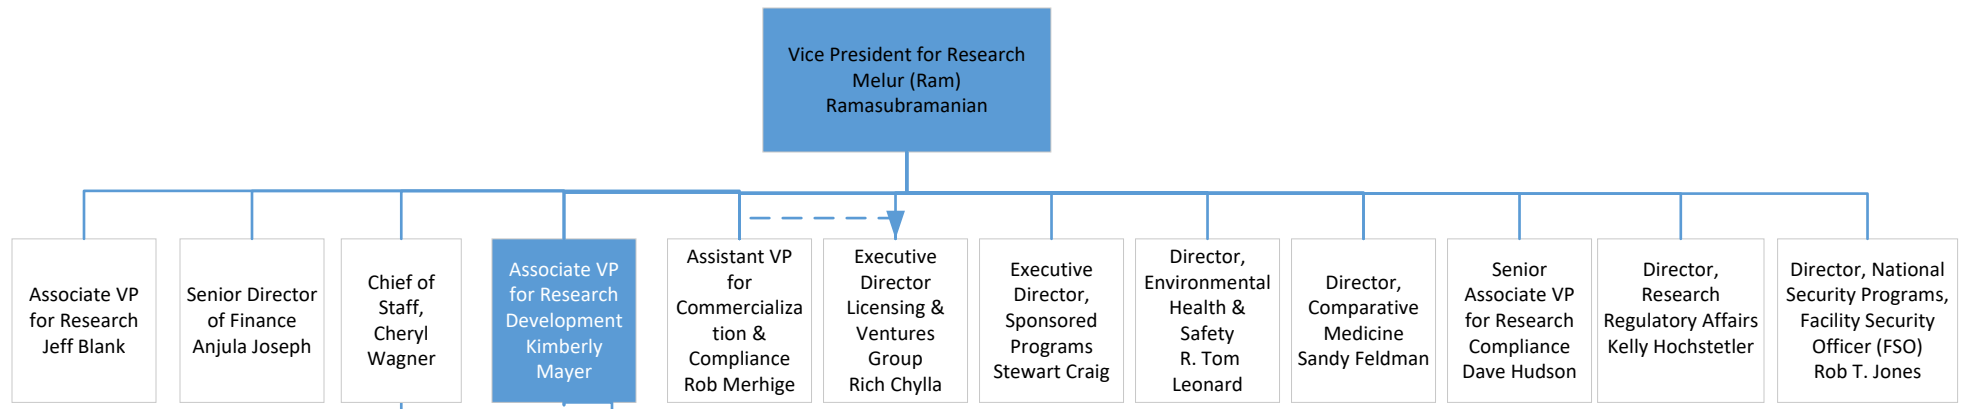 Vice President for Research
Melur (Ram)
Ramasubramanian
Associate VP
for Research
Jeff Blank
Senior Director
of Finance
Anjula Joseph
Chief of
Staff,
Cheryl
Wagner
Associate VP
for Research
Development
Kimberly
Mayer
Assistant VP
for
Commercializa
tion &
Compliance
Rob Merhige
Executive
Director
Licensing &
Ventures
Group
Rich Chylla
Executive
Director,
Sponsored
Programs
Stewart Craig
Director,
Environmental
Health &
Safety
R. Tom
Leonard
Director,
Comparative
Medicine
Sandy Feldman
Senior
Associate VP
for Research
Compliance
Dave Hudson
Director,
Research
Regulatory Affairs
Kelly Hochstetler
Director, National
Security Programs,
Facility Security
Officer (FSO)
Rob T. Jones